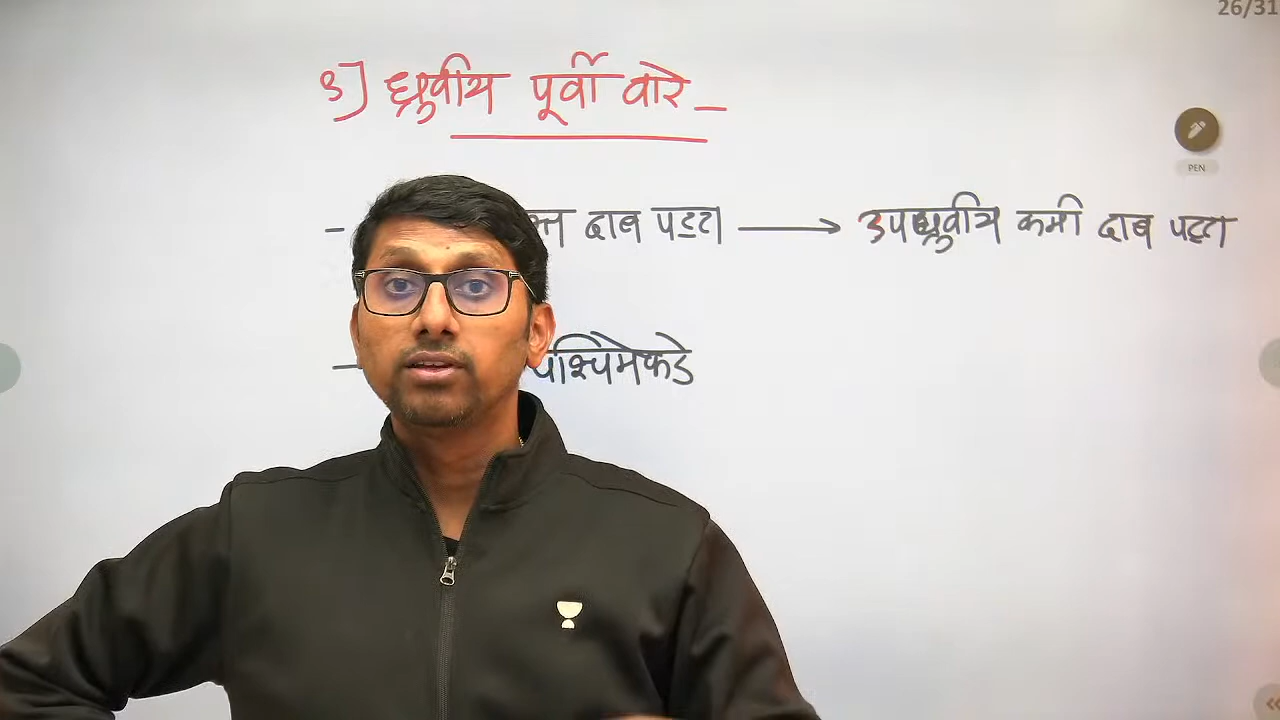 26/31
३] ध्रुवीय पूर्वी वारे _
PEN
- दाब पट्टा → उपध्रुवीय कमी दाब पट्टा
- पश्चिमेकडे